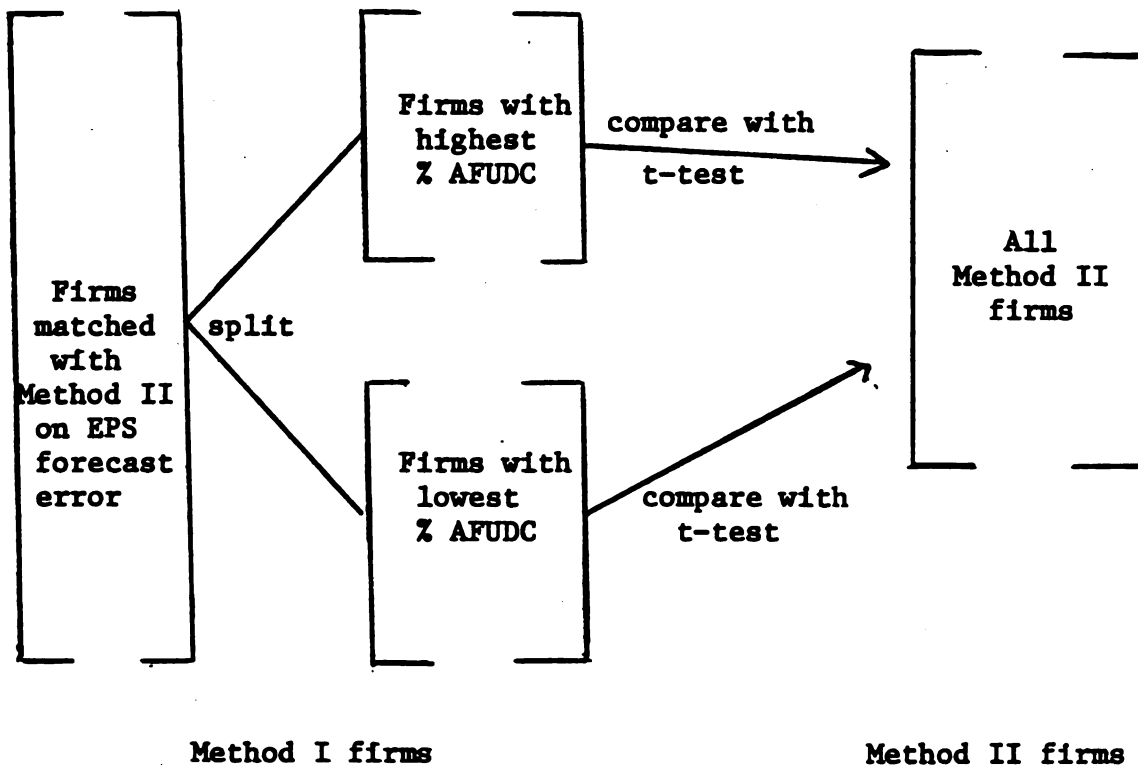 Firms
matched
with
Method II
on EPS
forecast
error
split
Firms with
highest
% AFUDC
compare with
t-test
Firms with
lowest
% AFUDC
compare with
t-test
All
Method II
firms
Method I firms
Method II firms